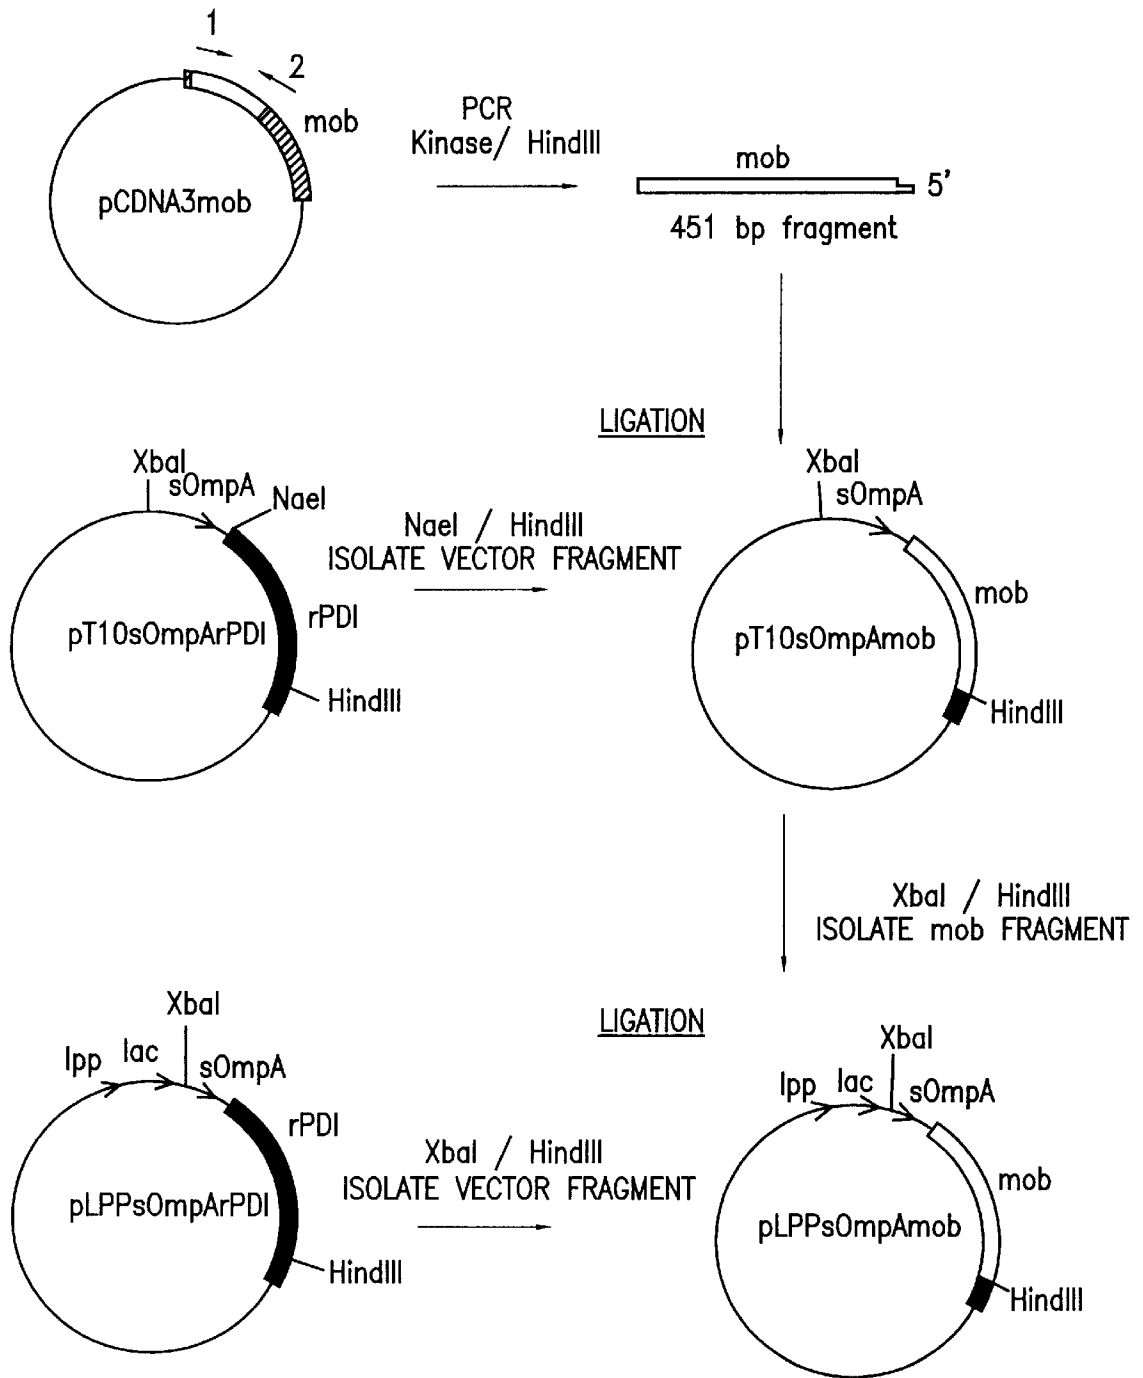 1
2
mob
pCDNA3mob
PCR
Kinase/ HindIII
mob
5'
451 bp fragment
LIGATION
XbaI
sOmpA
NaeI
rPDI
pT10sOmpArPDI
HindIII
NaeI / HindIII
ISOLATE VECTOR FRAGMENT
XbaI
sOmpA
mob
pT10sOmpAmob
HindIII
XbaI / HindIII
ISOLATE mob FRAGMENT
LIGATION
XbaI
lpp
lac
sOmpA
rPDI
pLPPsOmpArPDI
HindIII
XbaI / HindIII
ISOLATE VECTOR FRAGMENT
XbaI
lpp
lac
sOmpA
mob
pLPPsOmpAmob
HindIII